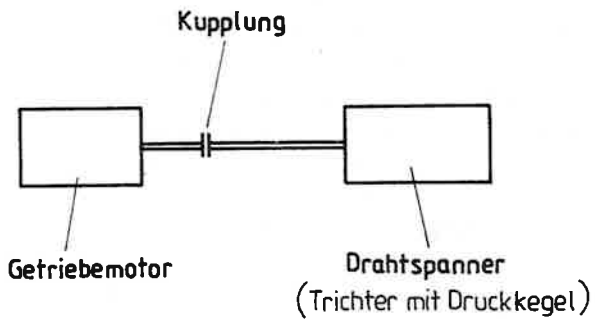 Kupplung
Getriebemotor
Drahtspanner
(Trichter mit Druckkegel)